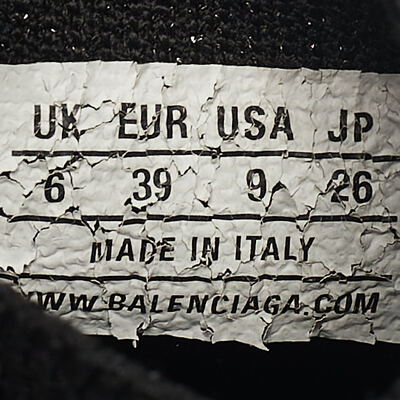 UK EUR USA JP
6 39 9 26
MADE IN ITALY
WWW.BALENCIAGA.COM